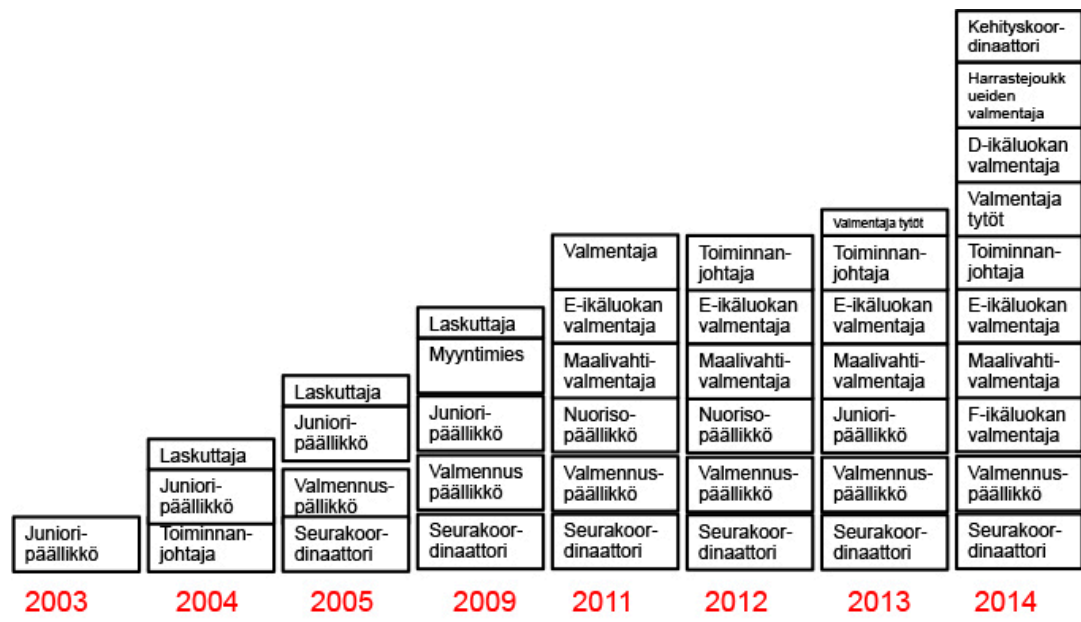 Juniori-
päällikkö
2003
Laskuttaja
Juniori-
päällikkö
Toiminnan-
johtaja
2004
Laskuttaja
Juniori-
päällikkö
Valmennus-
pällikkö
Seurakoor-
dinaattori
2005
Laskuttaja
Myyntimies
Juniori-
päällikkö
Valmennus
päällikkö
Seurakoor-
dinaattori
2009
Valmentaja
E-ikäluokan
valmentaja
Maalivahti-
valmentaja
Nuoriso-
päällikkö
Valmennus-
päällikkö
Seurakoor-
dinaattori
2011
Toiminnan-
johtaja
E-ikäluokan
valmentaja
Maalivahti-
valmentaja
Nuoriso-
päällikkö
Valmennus-
päällikkö
Seurakoor-
dinaattori
2012
Valmentaja tytöt
Toiminnan-
johtaja
E-ikäluokan
valmentaja
Maalivahti-
valmentaja
Juniori-
päällikkö
Valmennus-
päällikkö
Seurakoor-
dinaattori
2013
Kehityskoor-
dinaattori
Harrastejoukk
ueiden
valmentaja
D-ikäluokan
valmentaja
Valmentaja
tytöt
Toiminnan-
johtaja
E-ikäluokan
valmentaja
Maalivahti-
valmentaja
F-ikäluokan
valmentaja
Valmennus-
päällikkö
Seurakoor-
dinaattori
2014